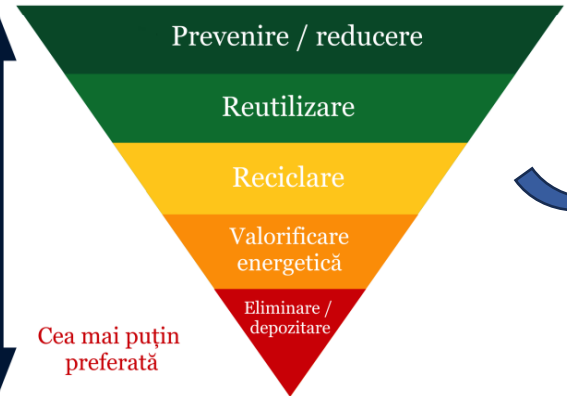 Prevenire / reducere
Reutilizare
Reciclare
Valorificare
energetică
Eliminare /
depozitare
Cea mai puțin
preferată